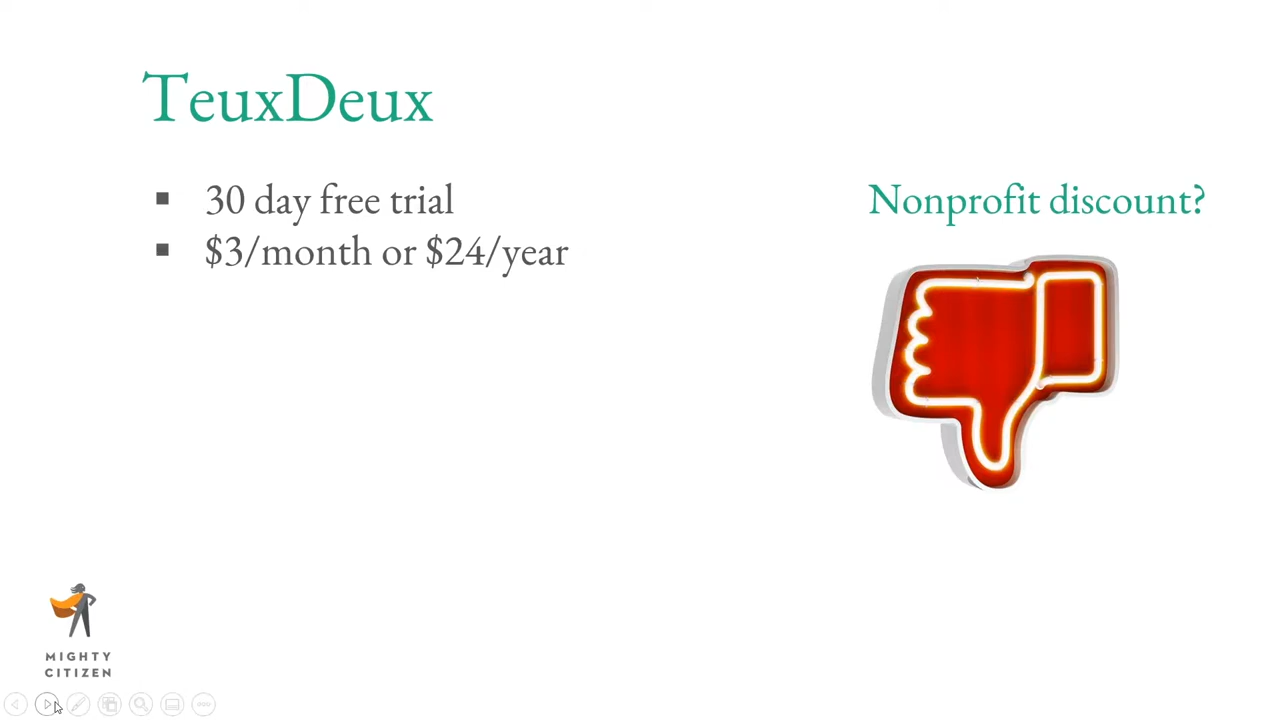 TeuxDeux
30 day free trial
$3/month or $24/year
Nonprofit discount?
MIGHTY
CITIZEN